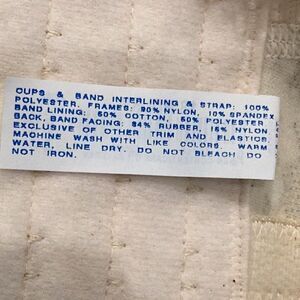 CUPS & BAND INTERLINING & STRAP: 100%
POLYESTER, FRAMES: 90% NYLON, 10% SPANDEX
BAND LINING: 50% COTTON, 50% POLYESTER
BACK, BAND FACING: 84% RUBBER, 16% NYLON
EXCLUSIVE OF OTHER TRIM AND ELASTICS
MACHINE WASH WITH LIKE COLORS. WARM
WATER, LINE DRY. DO NOT BLEACH DO
NOT IRON.